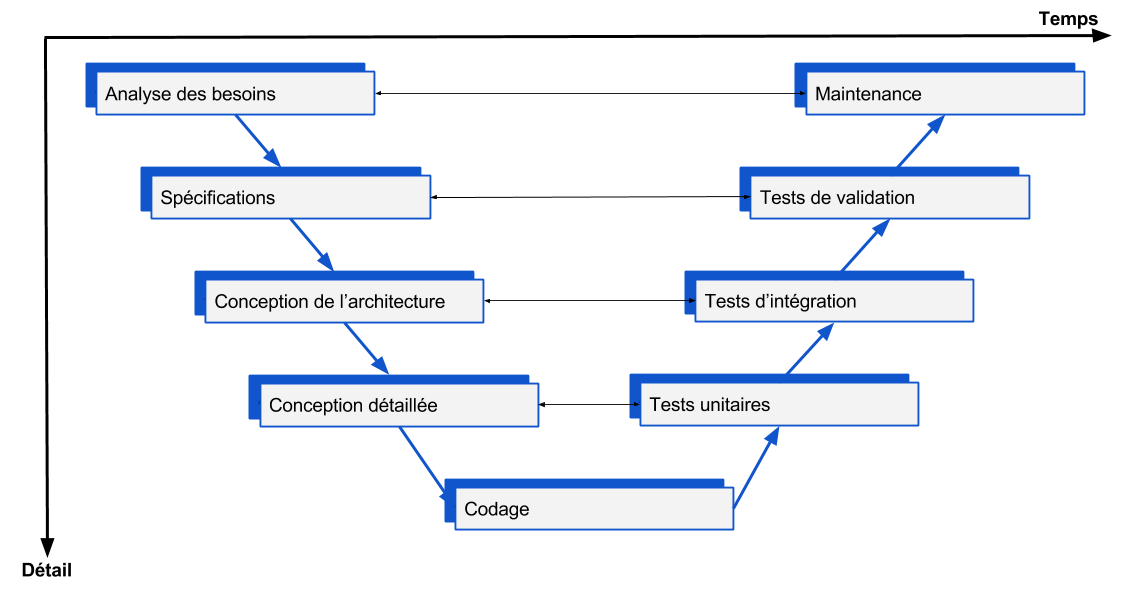 Temps
Analyse des besoins
Maintenance
Spécifications
Tests de validation
Conception de l’architecture
Tests d’intégration
Conception détaillée
Tests unitaires
Codage
Détail